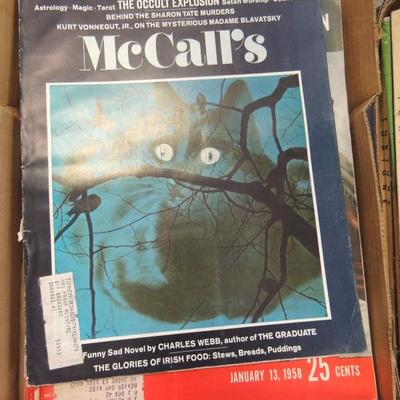 Astrology · Magic · Tarot THE OCCULT EXPLOSION Satan Worship
BEHIND THE SHARON TATE MURDERS
KURT VONNEGUT, JR., ON THE MYSTERIOUS MADAME BLAVATSKY
McCall's
Funny Sad Novel by CHARLES WEBB, author of THE GRADUATE
THE GLORIES OF IRISH FOOD: Stews, Breads, Puddings
JANUARY 13, 1958 25 CENTS